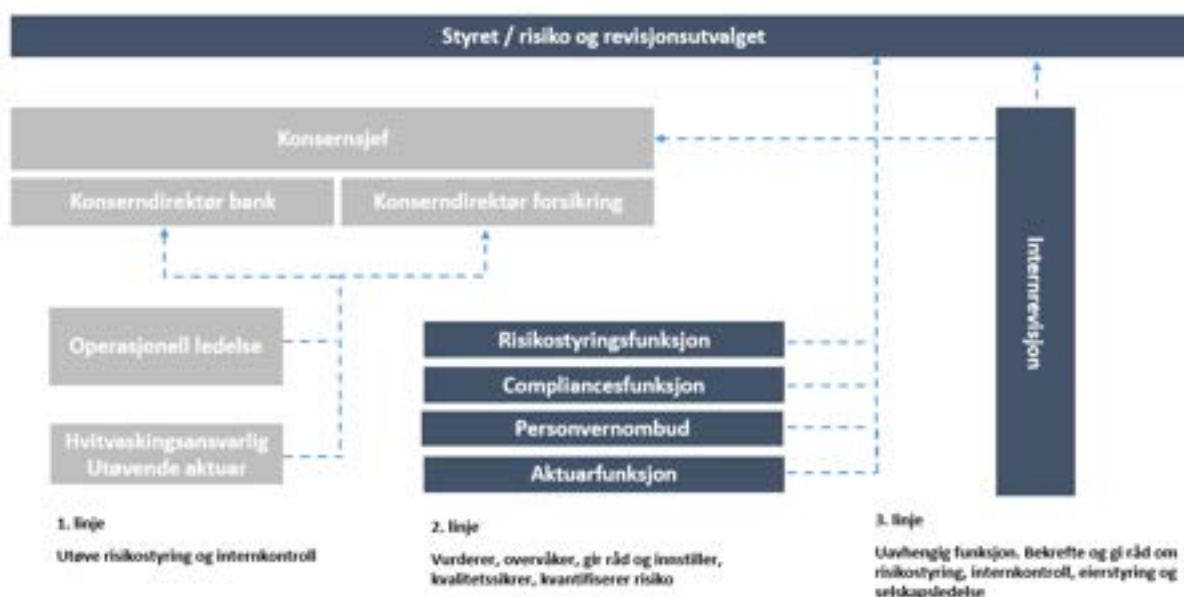 Styret / risiko og revisjonsutvalget
Konsernsjef
Konserndirektør bank
Konserndirektør forsikring
Operasjonell ledelse
Hvitvaskingsansvarlig
Utøvende aktuar
Risikostyringsfunksjon
Compliancesfunksjon
Personvernombud
Aktuarfunksjon
Internrevisjon
1. linje
Utøve risikostyring og internkontroll
2. linje
Vurderer, overvåker, gir råd og innstiller,
kvalitetssikrer, kvantifiserer risiko
3. linje
Uavhengig funksjon. Bekrefte og gi råd om
risikostyring, internkontroll, eierstyring og
selskapsledelse